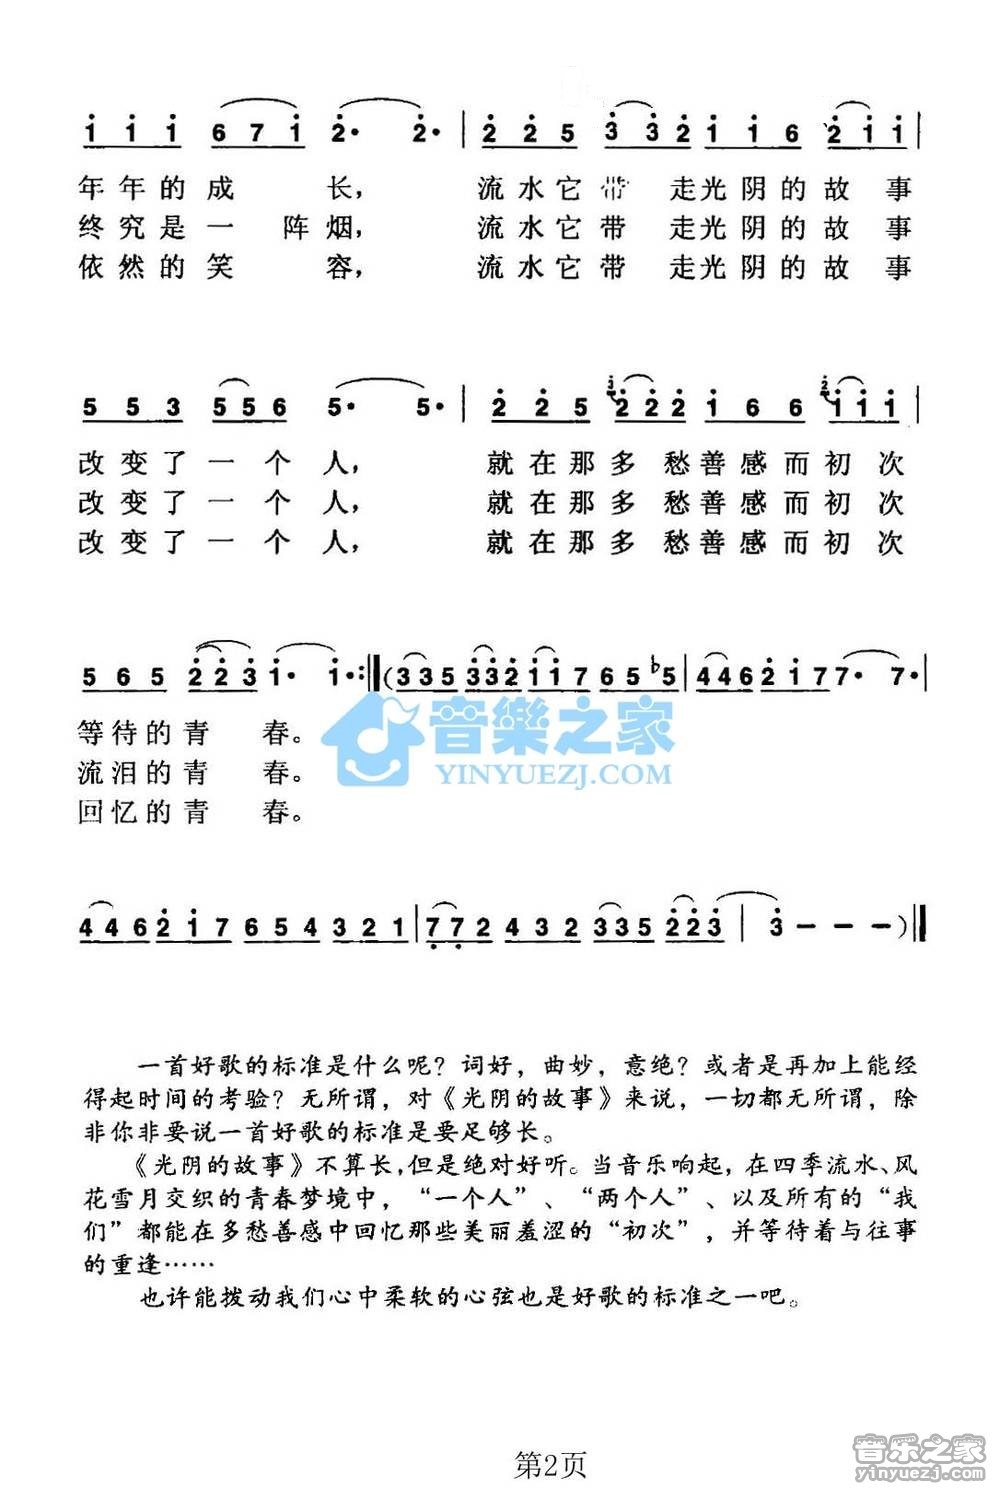 1 1 1 6 7 1 2· 2· | 2 2 5 3 3 2 1 1 6 2 1 1 |
年年的成 长， 流水它带 走光阴的故 事
终究是一 阵烟， 流水它带 走光阴的故 事
依然的笑 容， 流水它带 走光阴的故 事
5 5 3 5 5 6 5· 5· | 2 2 5 3 2 2 2 1 6 6 2 1 1 1 |
改变了一 个人， 就在那多 愁善感而初 次
改变了一 个人， 就在那多 愁善感而初 次
改变了一 个人， 就在那多 愁善感而初 次
5 6 5 2 2 3 1· 1· :‖ (3 3 5 3 3 2 1 1 7 6 5 ♭5 | 4 4 6 2 1 7 7· 7· |
等待的青 春。
流泪的青 春。
回忆的青 春。
音樂之家
YINYUEZJ.COM
4 4 6 2 1 7 6 5 4 3 2 1 | 7 7 2 4 3 2 3 3 5 2 2 3 | 3 – – – )‖
一首好歌的标准是什么呢？词好，曲妙，意绝？或者是再加上能经
得起时间的考验？无所谓，对《光阴的故事》来说，一切都无所谓，除
非你非要说一首好歌的标准是要足够长。
《光阴的故事》不算长，但是绝对好听。当音乐响起，在四季流水、风
花雪月交织的青春梦境中，“一个人”、“两个人”、以及所有的“我
们”都能在多愁善感中回忆那些美丽羞涩的“初次”，并等待着与往事
的重逢……
也许能拨动我们心中柔软的心弦也是好歌的标准之一吧。
第2页
音乐之家
yinyuezj.com